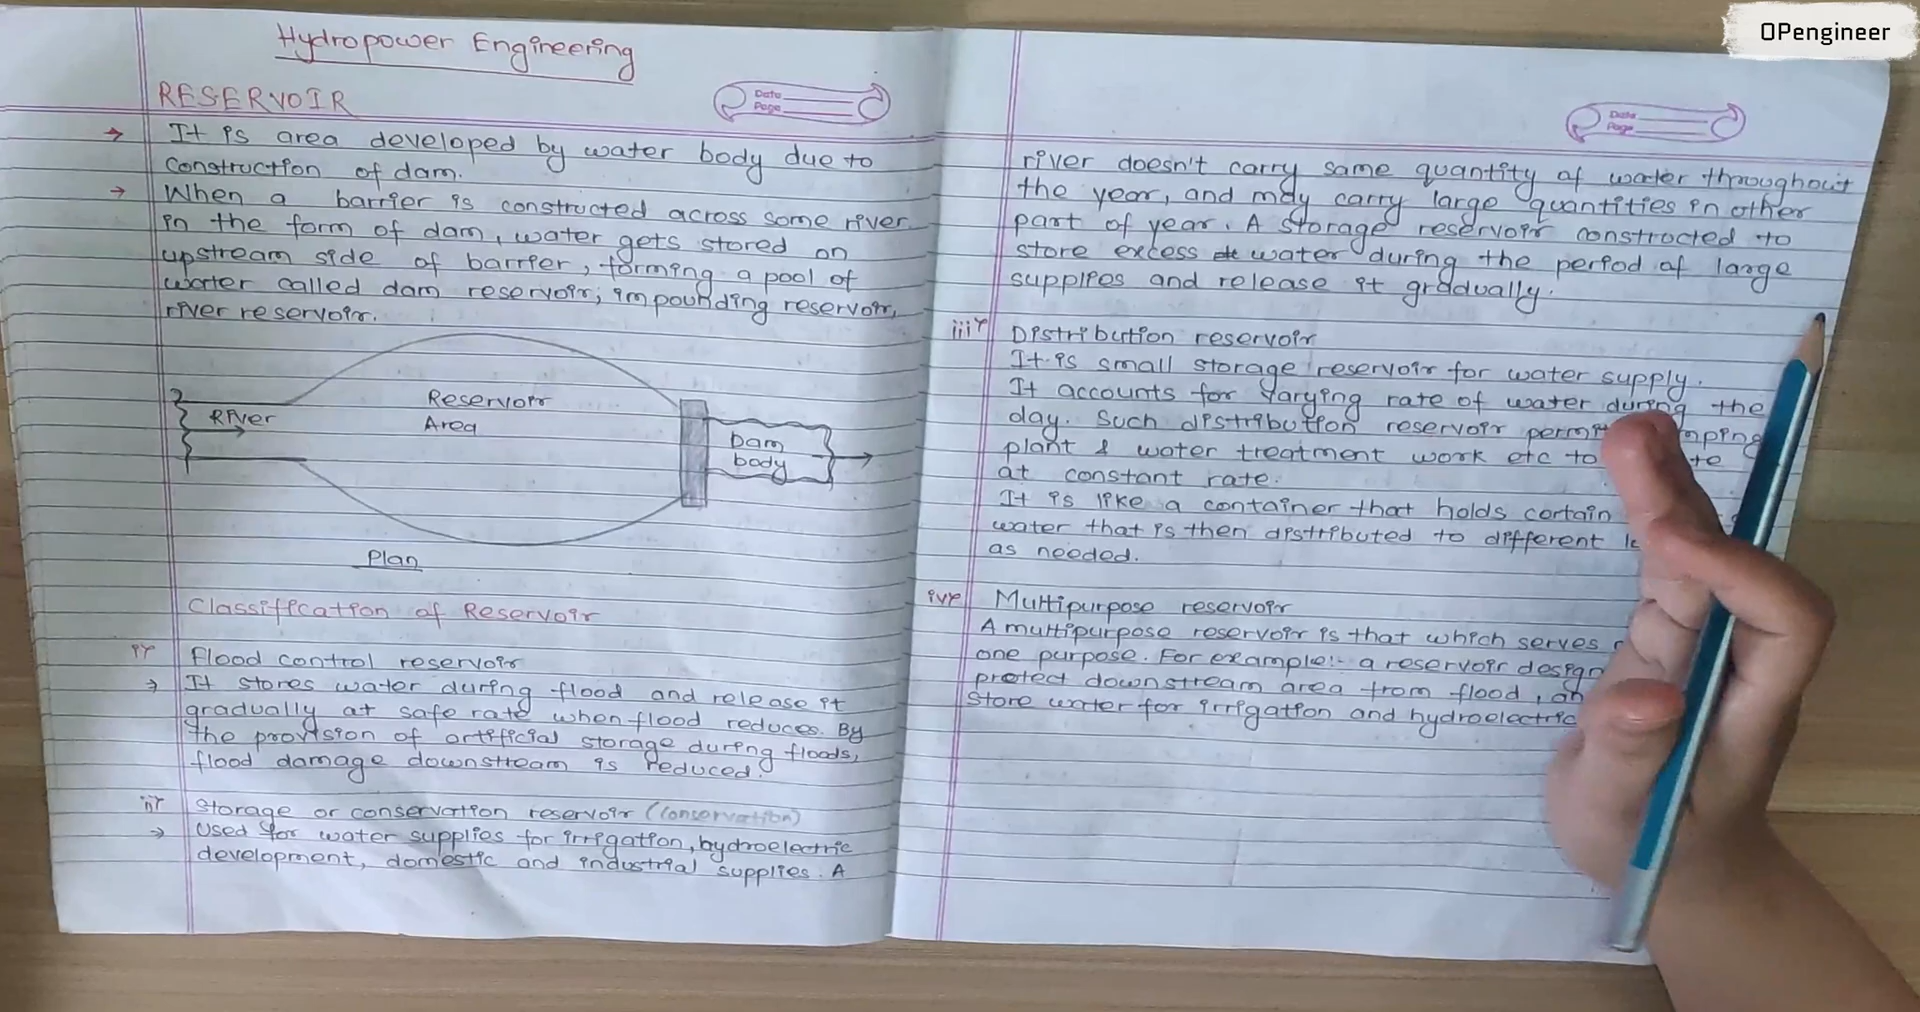 OPengineer
Hydropower Engineering
RESERVOIR
Date
Page
→ It is area developed by water body due to
construction of dam.
→ When a barrier is constructed across some river
in the form of dam, water gets stored on
upstream side of barrier, forming a pool of
water called dam reservoir, impounding reservoir,
river reservoir.
River
Reservoir
Area
Dam
body
Plan
Classification of Reservoir
i) Flood control reservoir
→ It stores water during flood and release it
gradually at safe rate when flood reduces. By
the provision of artificial storage during floods,
flood damage downstream is reduced.
ii) Storage or conservation reservoir (conservation)
→ Used for water supplies for irrigation, hydroelectric
development, domestic and industrial supplies. A
Date
Page
river doesn't carry same quantity of water throughout
the year, and may carry large quantities in other
part of year. A storage reservoir constructed to
store excess water during the period of large
supplies and release it gradually.
iii) Distribution reservoir
It is small storage reservoir for water supply.
It accounts for varying rate of water during the
day. Such distribution reservoir
plant & water treatment work etc to
at constant rate.
It is like a container that holds certain
water that is then distributed to different
as needed.
iv) Multipurpose reservoir
A multipurpose reservoir is that which serves
one purpose. For example:- a reservoir design
protect downstream area from flood,
store water for irrigation and hydroelectric